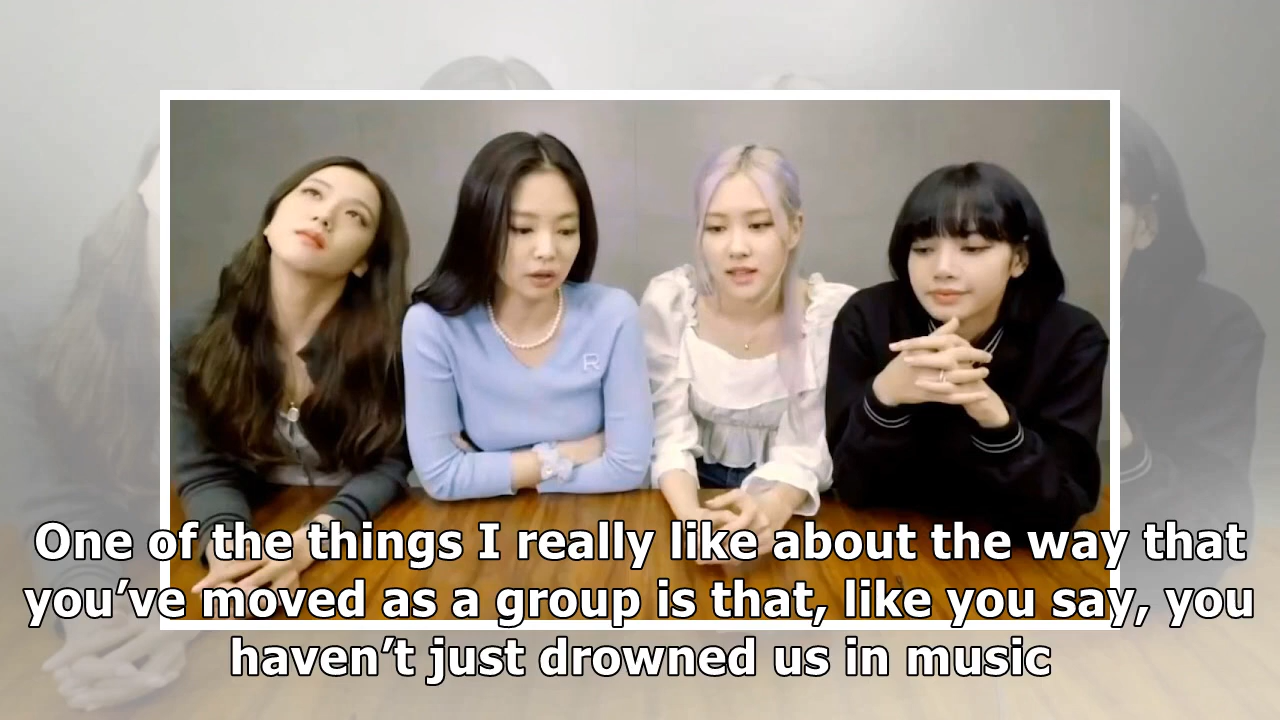 R
One of the things I really like about the way that
you’ve moved as a group is that, like you say, you
haven’t just drowned us in music